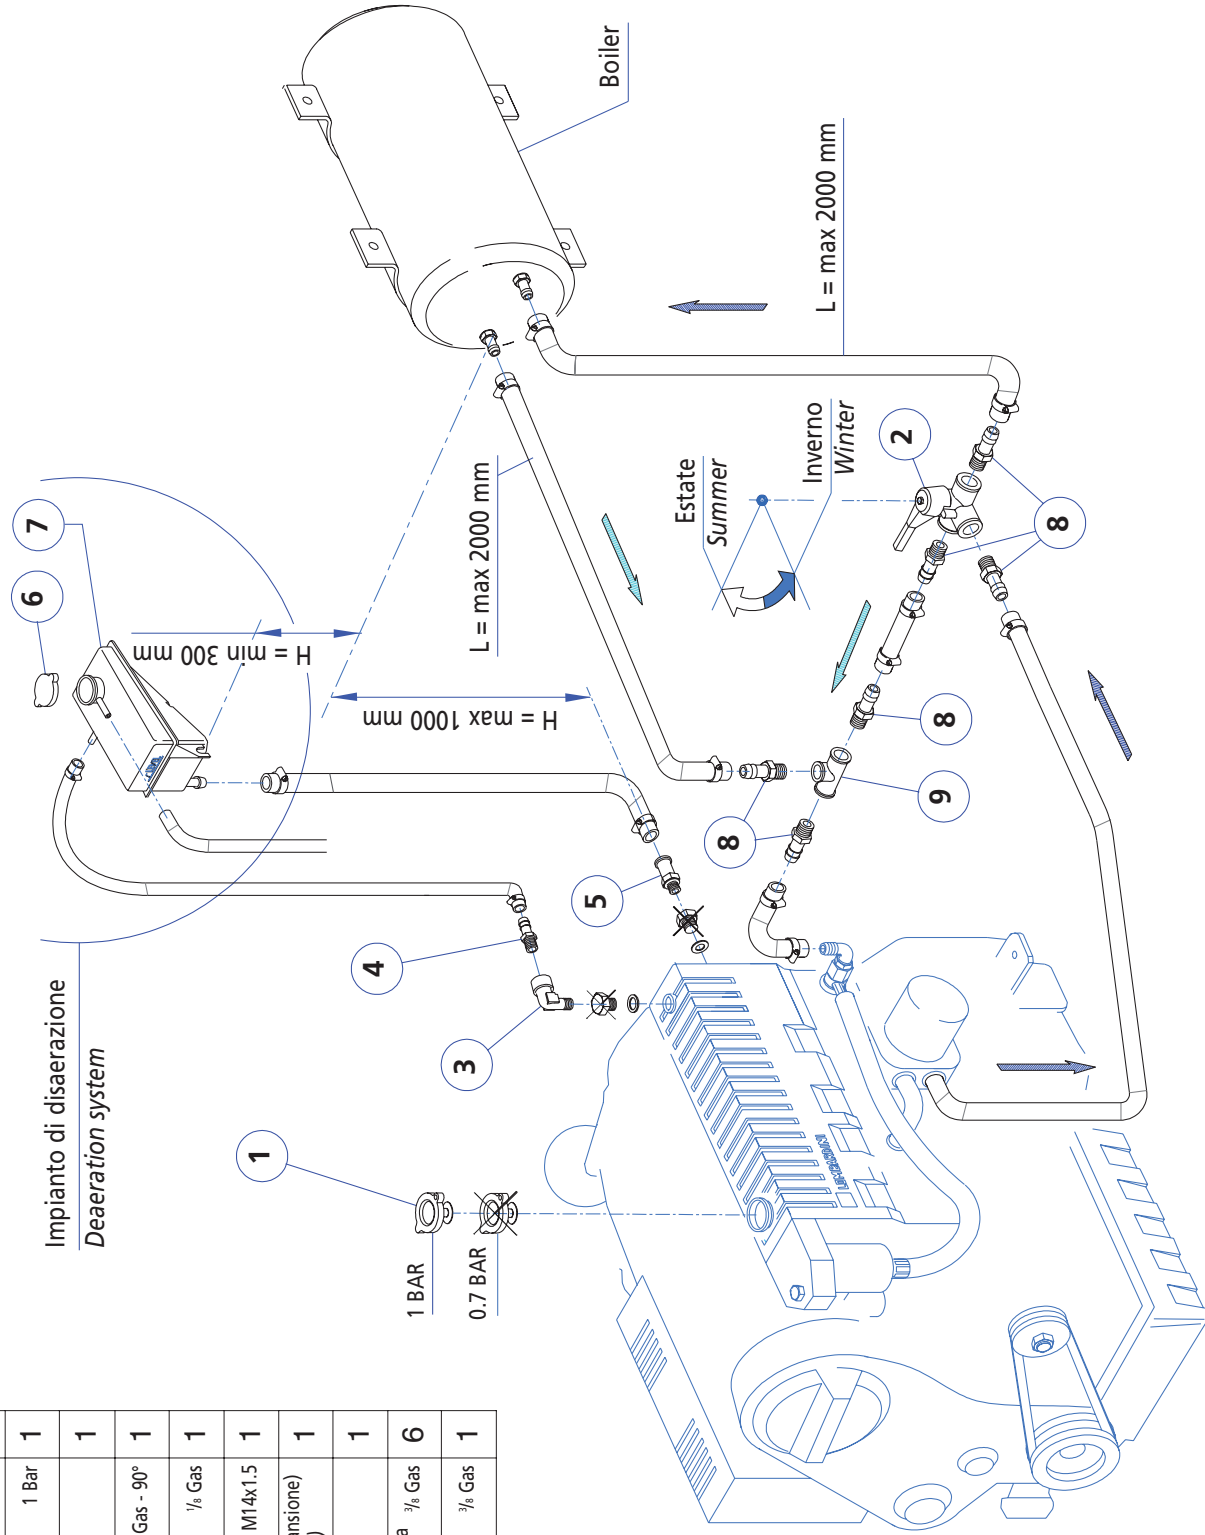 Impianto di disaerazione
Deaeration system
6
7
H = min 300 mm
H = max 1000 mm
Boiler
L = max 2000 mm
L = max 2000 mm
Estate
Summer
Inverno
Winter
2
8
8
8
9
5
4
3
1
1 BAR
0.7 BAR
LOMBARDINI
1 Bar 1
1
Gas - 90° 1
1/8 Gas 1
M14x1.5 1
1
1
3/8 Gas 6
3/8 Gas 1